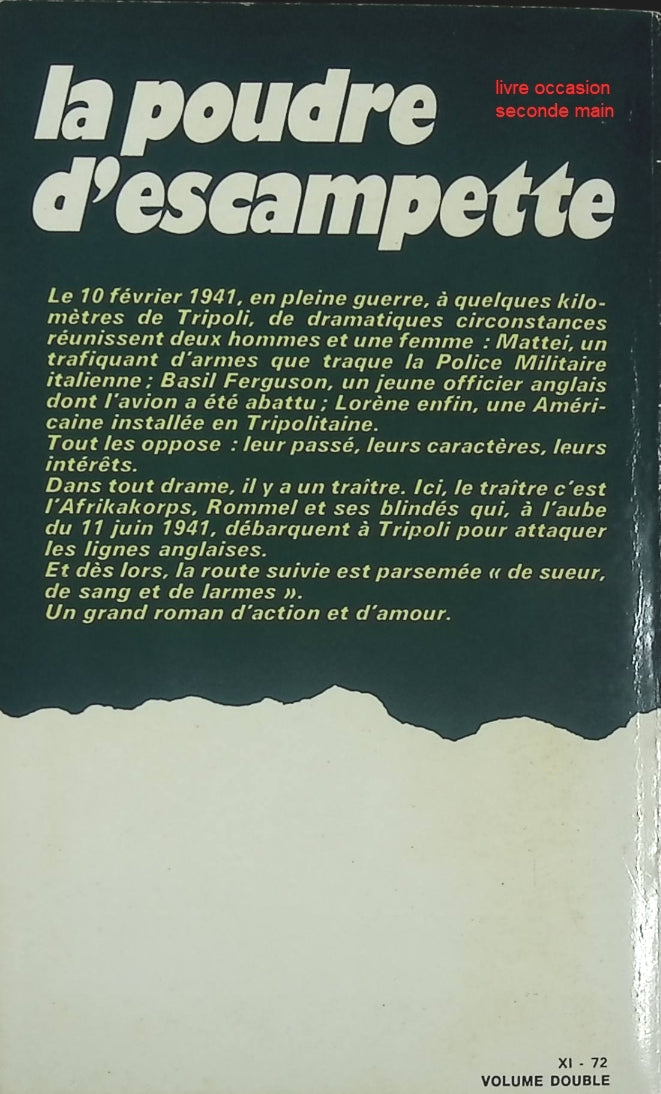 la poudre
d'escampette
livre occasion
seconde main
Le 10 février 1941, en pleine guerre, à quelques kilo-
mètres de Tripoli, de dramatiques circonstances
réunissent deux hommes et une femme : Mattei, un
trafiquant d'armes que traque la Police Militaire
italienne ; Basil Ferguson, un jeune officier anglais
dont l'avion a été abattu ; Lorène enfin, une Améri-
caine installée en Tripolitaine.
Tout les oppose : leur passé, leurs caractères, leurs
intérêts.
Dans tout drame, il y a un traître. Ici, le traître c'est
l'Afrikakorps, Rommel et ses blindés qui, à l'aube
du 11 juin 1941, débarquent à Tripoli pour attaquer
les lignes anglaises.
Et dès lors, la route suivie est parsemée « de sueur,
de sang et de larmes ».
Un grand roman d'action et d'amour.
XI - 72
VOLUME DOUBLE